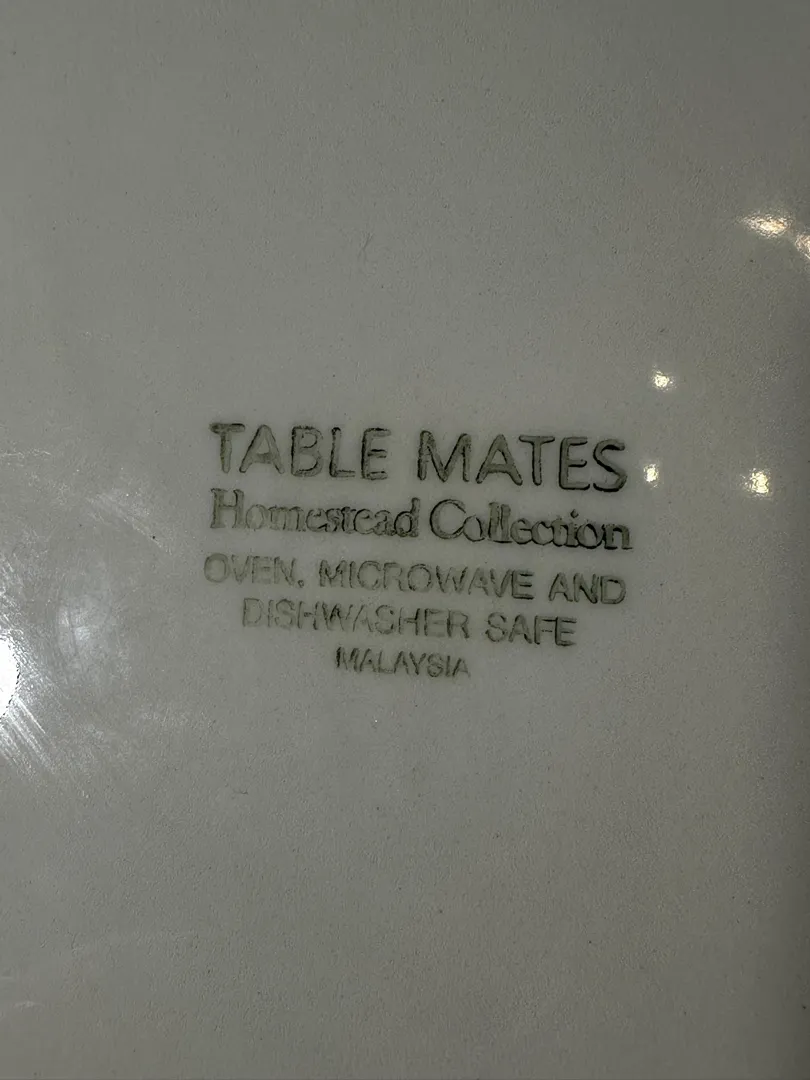 TABLE MATES
Homestead Collection
OVEN, MICROWAVE AND
DISHWASHER SAFE
MALAYSIA